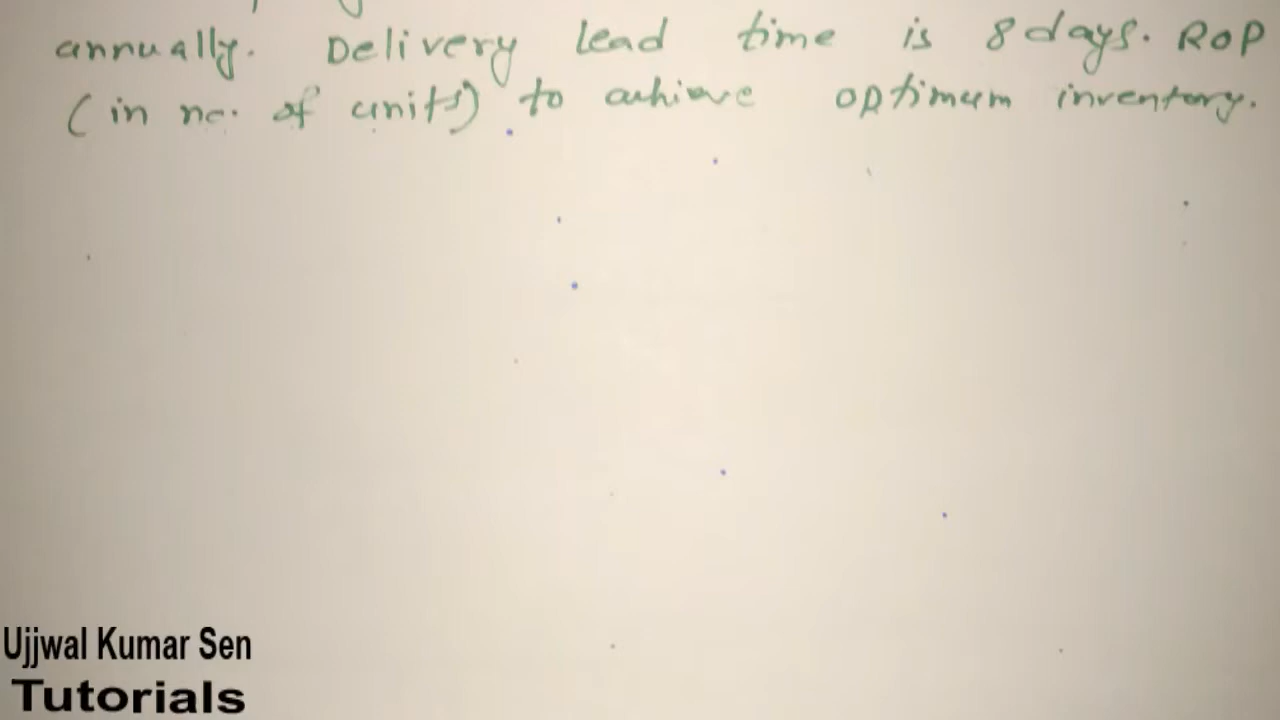 annually. Delivery lead time is 8 days. ROP
(in no. of units) to achieve optimum inventory.
Ujjwal Kumar Sen
Tutorials